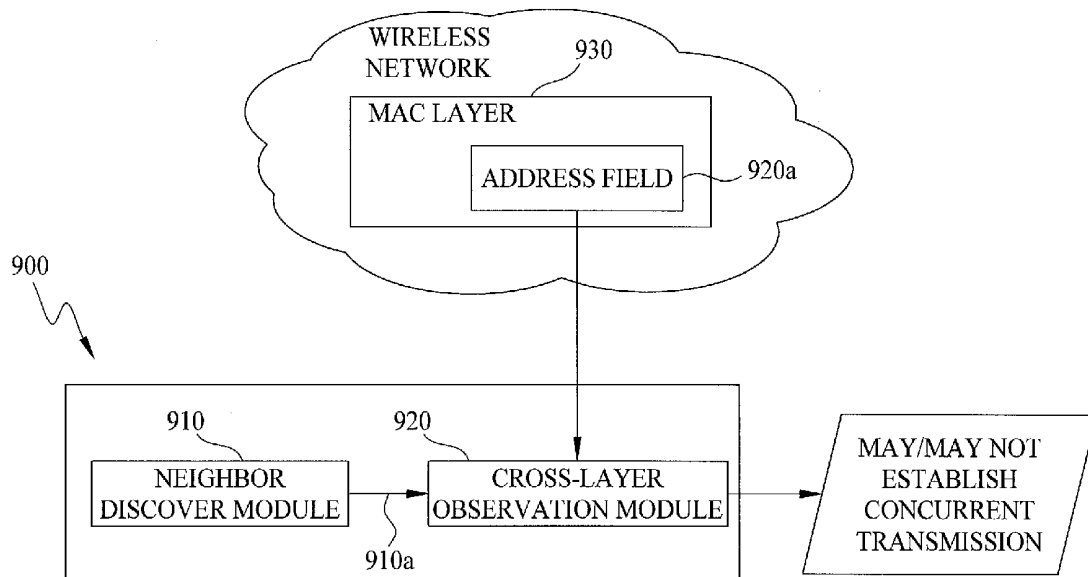 WIRELESS
NETWORK
930
MAC LAYER
ADDRESS FIELD
920a
900
910
920
NEIGHBOR
DISCOVER MODULE
CROSS-LAYER
OBSERVATION MODULE
910a
MAY/MAY NOT
ESTABLISH
CONCURRENT
TRANSMISSION